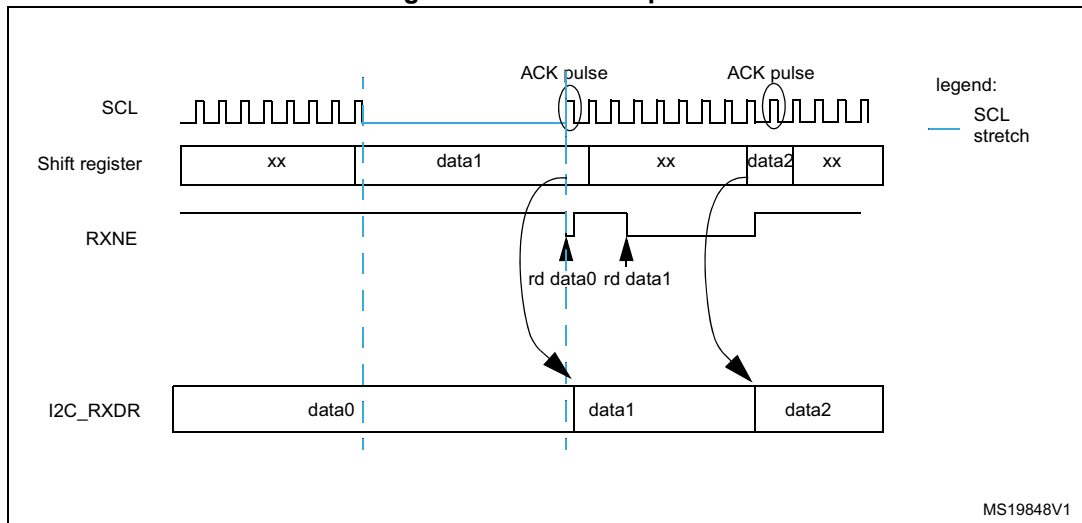 ACK pulse ACK pulse
legend:
SCL
SCL
stretch
Shift register
xx data1 xx data2 xx
RXNE
rd data0 rd data1
I2C_RXDR
data0 data1 data2
MS19848V1